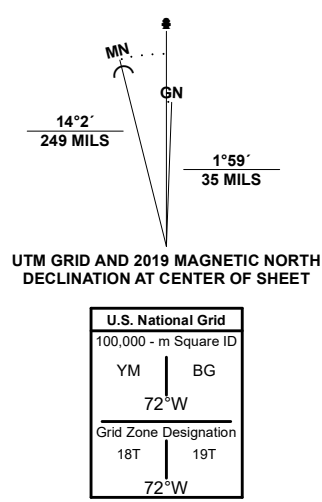 MN
GN
14°2´
249 MILS
1°59´
35 MILS
UTM GRID AND 2019 MAGNETIC NORTH
DECLINATION AT CENTER OF SHEET
U.S. National Grid
100,000 - m Square ID
YM BG
72°W
Grid Zone Designation
18T 19T
72°W